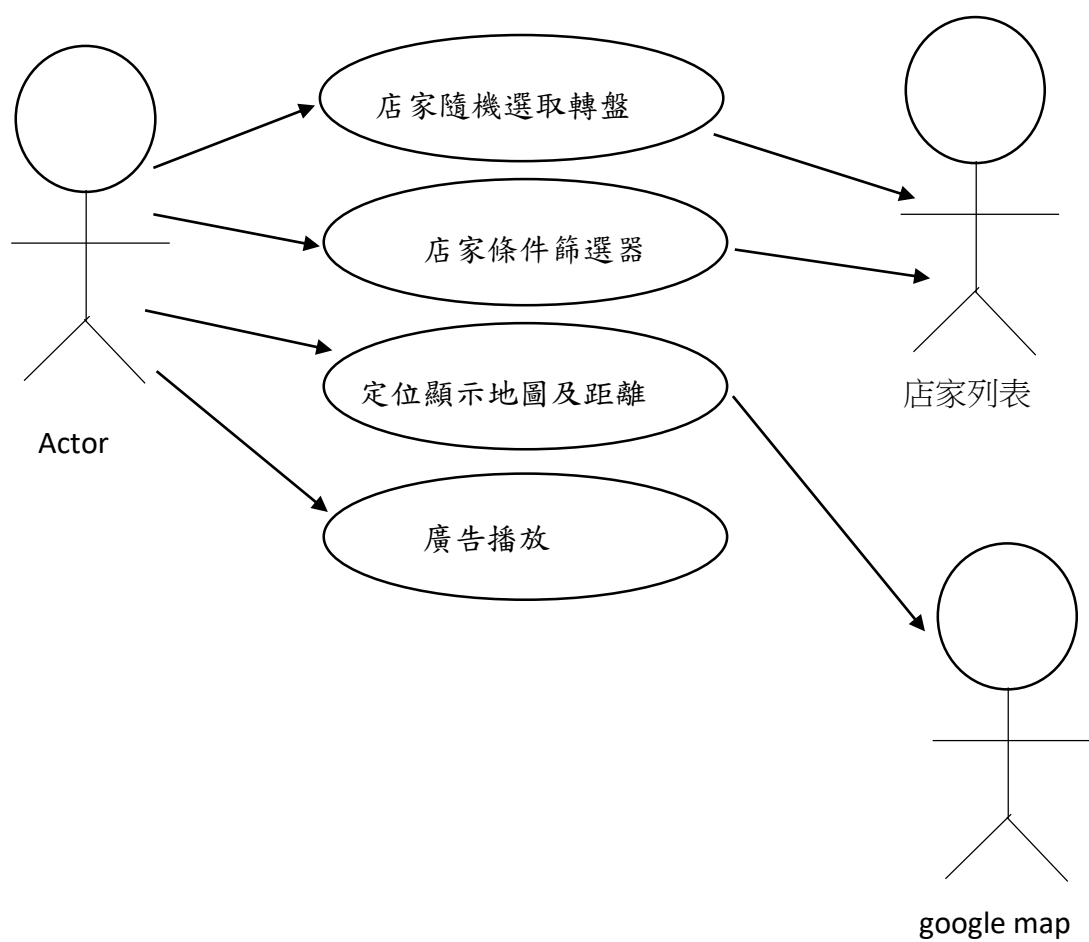 店家隨機選取轉盤
店家條件篩選器
定位顯示地圖及距離
店家列表
Actor
廣告播放
google map